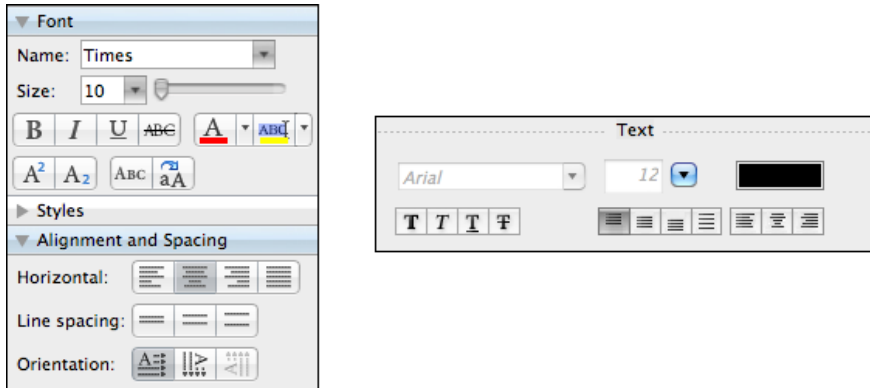 Font
Name: Times
Size: 10
B I U ABC A ABC
A² A₂ ABC aA
Styles
Alignment and Spacing
Horizontal:
Line spacing:
Orientation: A A A
Text
Arial 12
T T T T